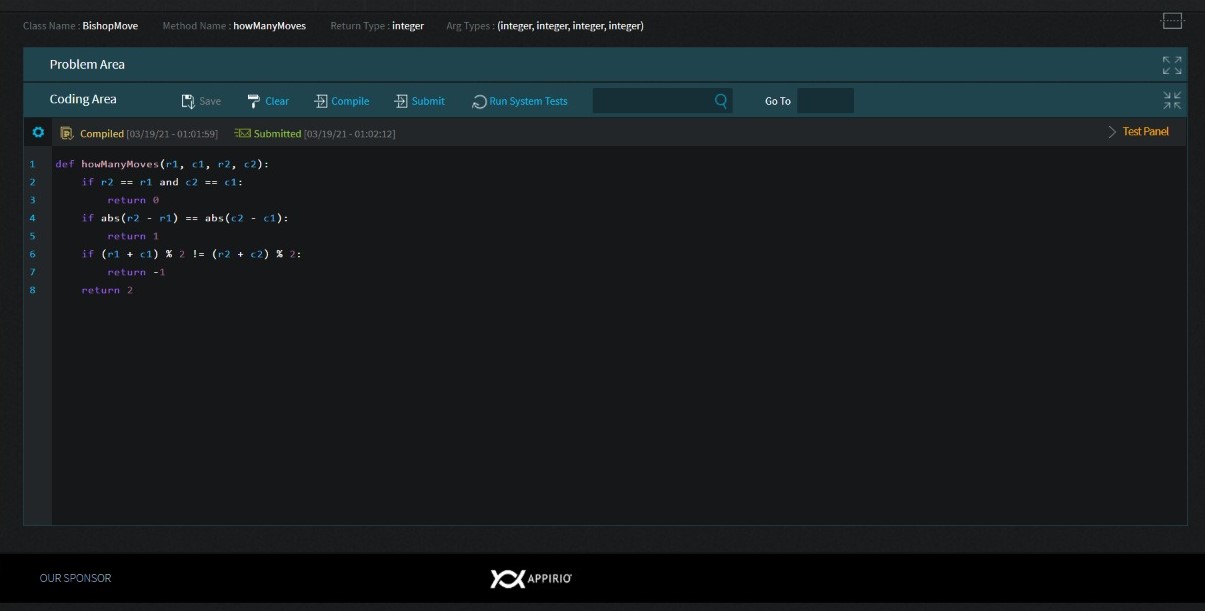 Class Name : BishopMove Method Name : howManyMoves Return Type : integer Arg Types : (integer, integer, integer, integer)
Problem Area
Coding Area Save Clear Compile Submit Run System Tests Go To
Compiled [03/19/21 - 01:01:59] Submitted [03/19/21 - 01:02:12] Test Panel
1 def howManyMoves(r1, c1, r2, c2):
2     if r2 == r1 and c2 == c1:
3         return 0
4     if abs(r2 - r1) == abs(c2 - c1):
5         return 1
6     if (r1 + c1) % 2 != (r2 + c2) % 2:
7         return -1
8     return 2
OUR SPONSOR APPIRIO